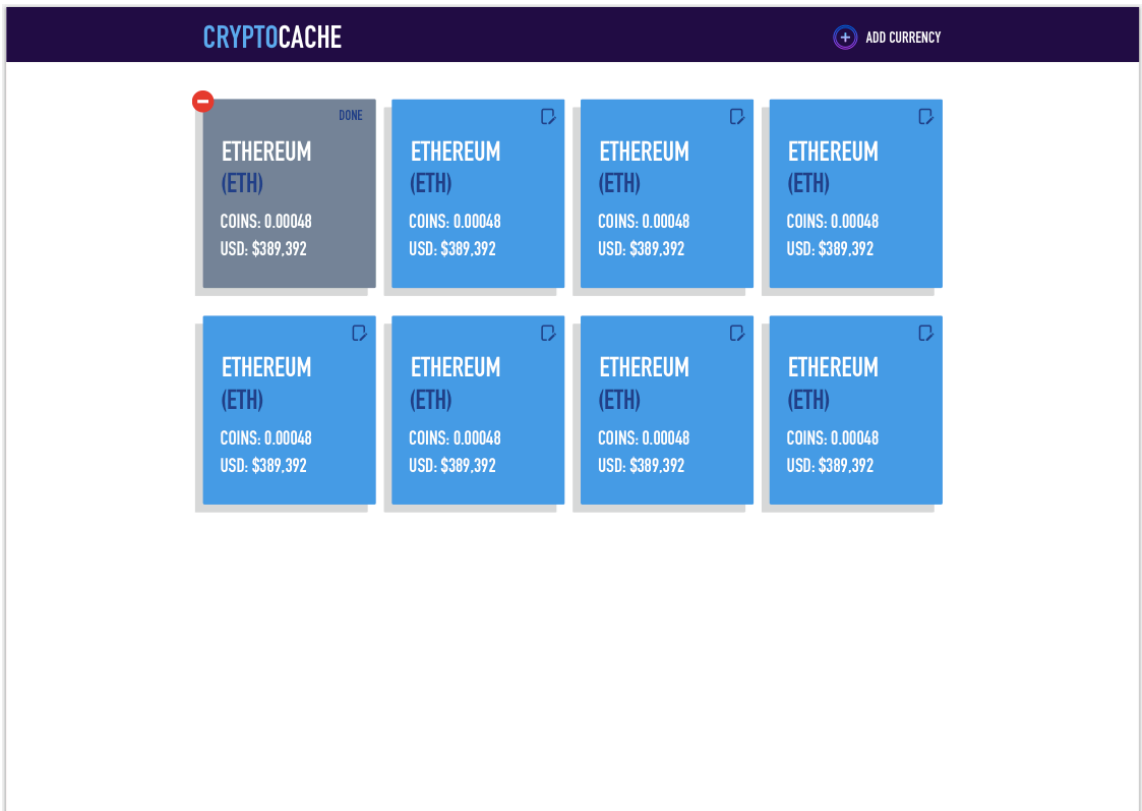 CRYPTOCACHE
ADD CURRENCY
DONE
ETHEREUM
(ETH)
COINS: 0.00048
USD: $389,392
ETHEREUM
(ETH)
COINS: 0.00048
USD: $389,392
ETHEREUM
(ETH)
COINS: 0.00048
USD: $389,392
ETHEREUM
(ETH)
COINS: 0.00048
USD: $389,392
ETHEREUM
(ETH)
COINS: 0.00048
USD: $389,392
ETHEREUM
(ETH)
COINS: 0.00048
USD: $389,392
ETHEREUM
(ETH)
COINS: 0.00048
USD: $389,392
ETHEREUM
(ETH)
COINS: 0.00048
USD: $389,392